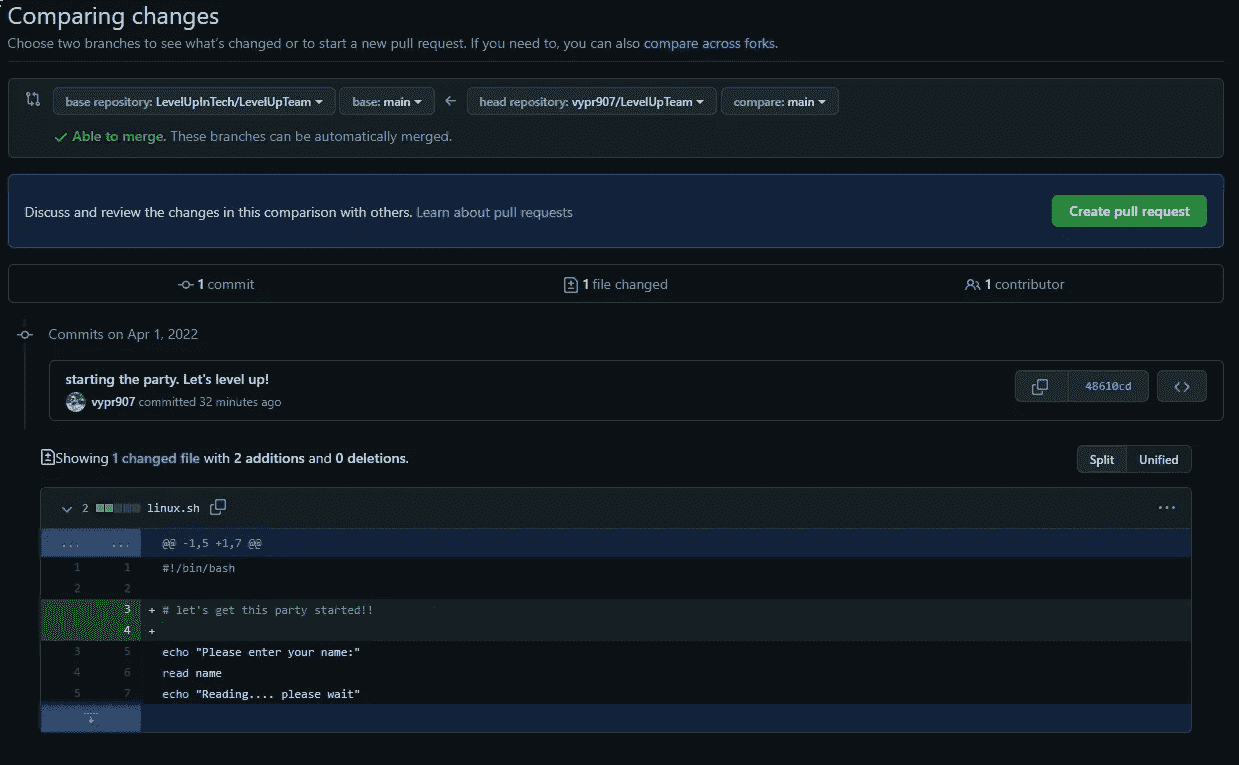 Comparing changes
Choose two branches to see what's changed or to start a new pull request. If you need to, you can also compare across forks.
base repository: LevelUpInTech/LevelUpTeam base: main head repository: vypr907/LevelUpTeam compare: main
Able to merge. These branches can be automatically merged.
Discuss and review the changes in this comparison with others. Learn about pull requests Create pull request
1 commit 1 file changed 1 contributor
Commits on Apr 1, 2022
starting the party. Let's level up!
vypr907 committed 32 minutes ago 48610cd
Showing 1 changed file with 2 additions and 0 deletions. Split Unified
2 linux.sh ...
... ... @@ -1,5 +1,7 @@
1 1 #!/bin/bash
2 2
3 + # let's get this party started!!
4 +
3 5 echo "Please enter your name:"
4 6 read name
5 7 echo "Reading.... please wait"